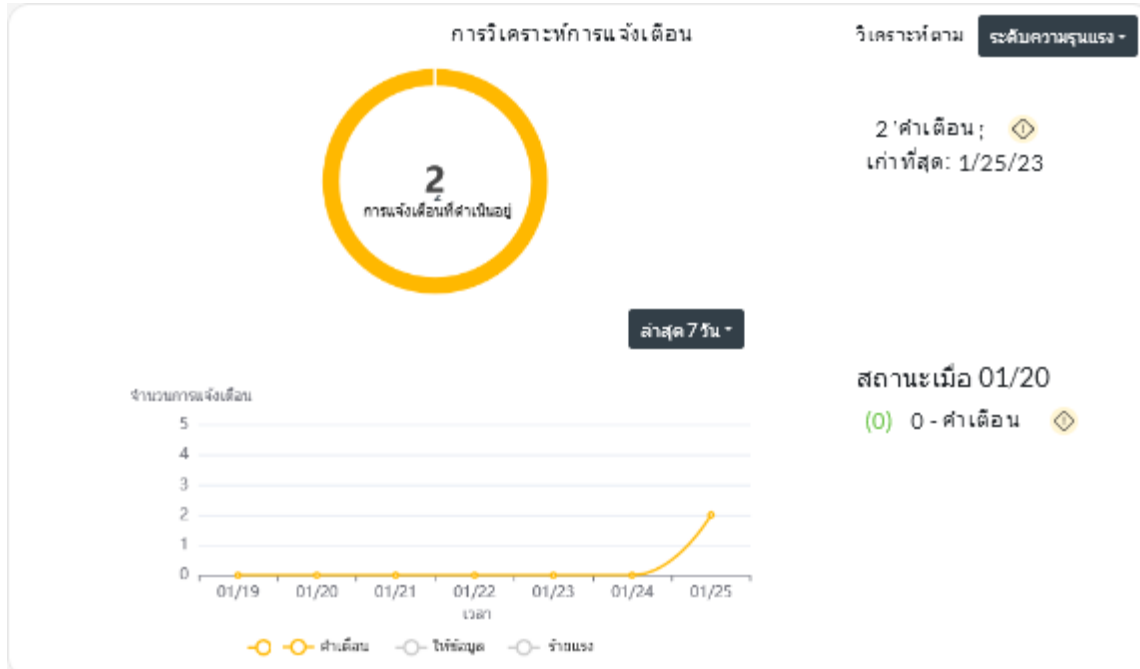 การวิเคราะห์การแจ้งเตือน
วิเคราะห์ตาม ระดับความรุนแรง
2 'คำเตือน ;
เก่าที่สุด: 1/25/23
2
การแจ้งเตือนที่ดำเนินอยู่
ล่าสุด 7 วัน
จำนวนการแจ้งเตือน
5
4
3
2
1
0
01/19 01/20 01/21 01/22 01/23 01/24 01/25
เวลา
คำเตือน ให้ข้อมูล ร้ายแรง
สถานะเมื่อ 01/20
(0) 0 - คำเตือน